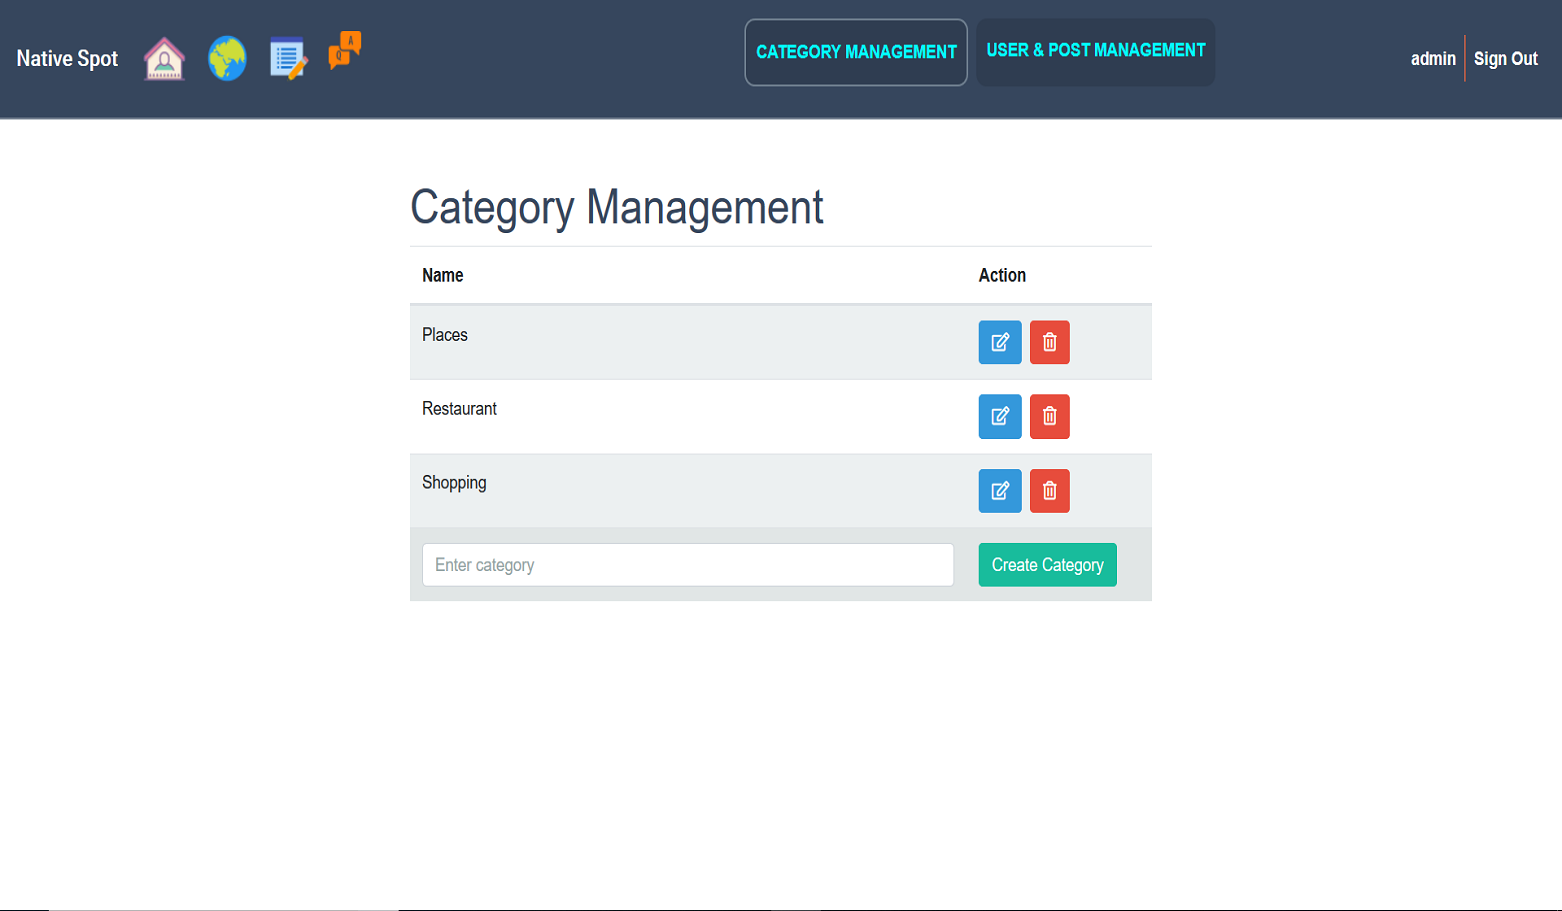 Native Spot
A
Q
CATEGORY MANAGEMENT
USER & POST MANAGEMENT
admin
Sign Out
Category Management
Name Action
Places
Restaurant
Shopping
Enter category Create Category